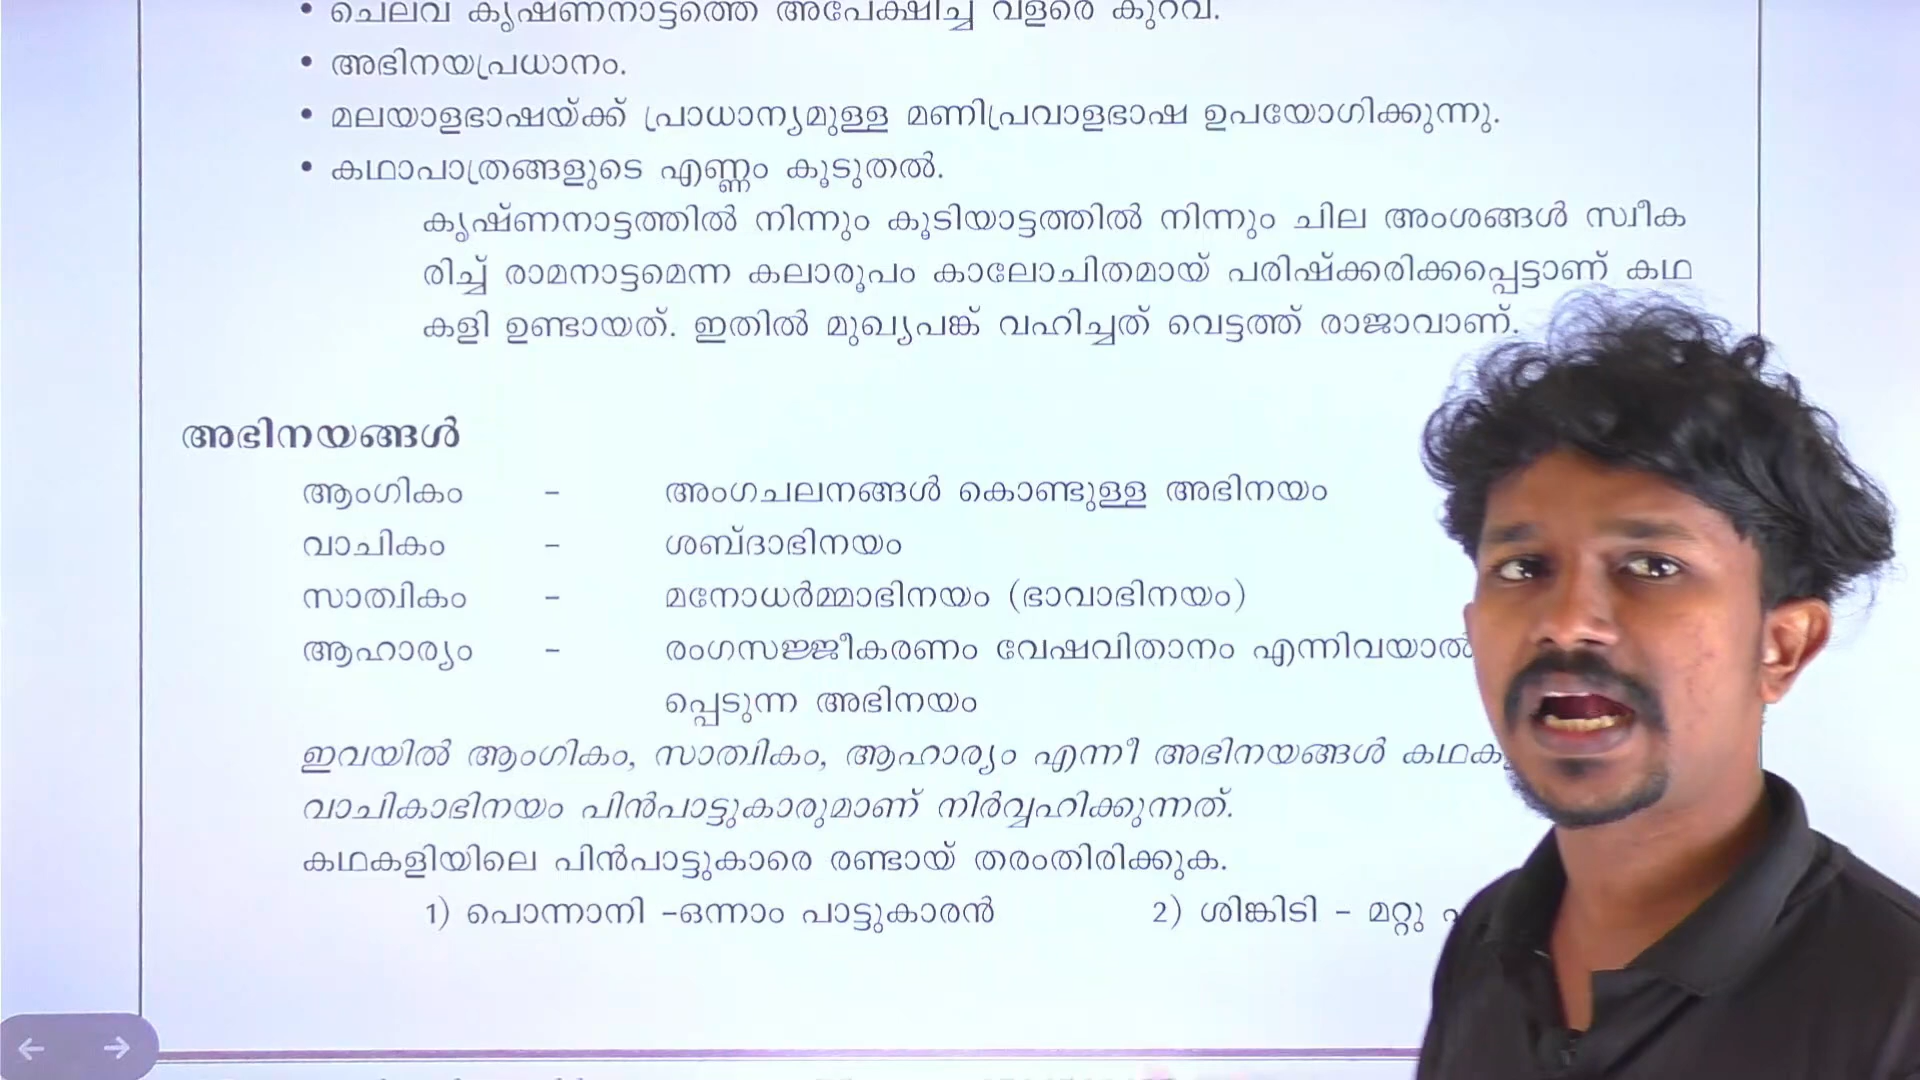 • ചെലവ് കൃഷ്ണനാട്ടത്തെ അപേക്ഷിച്ച് വളരെ കുറവ്.
• അഭിനയപ്രധാനം.
• മലയാളഭാഷയ്ക്ക് പ്രാധാന്യമുള്ള മണിപ്രവാളഭാഷ ഉപയോഗിക്കുന്നു.
• കഥാപാത്രങ്ങളുടെ എണ്ണം കൂടുതൽ.
കൃഷ്ണനാട്ടത്തിൽ നിന്നും കൂടിയാട്ടത്തിൽ നിന്നും ചില അംശങ്ങൾ സ്വീക
രിച്ച് രാമനാട്ടമെന്ന കലാരൂപം കാലോചിതമായ് പരിഷ്ക്കരിക്കപ്പെട്ടാണ് കഥ
കളി ഉണ്ടായത്. ഇതിൽ മുഖ്യപങ്ക് വഹിച്ചത് വെട്ടത്ത് രാജാവാണ്.
അഭിനയങ്ങൾ
ആംഗികം - അംഗചലനങ്ങൾ കൊണ്ടുള്ള അഭിനയം
വാചികം - ശബ്ദാഭിനയം
സാത്വികം - മനോധർമ്മാഭിനയം (ഭാവാഭിനയം)
ആഹാര്യം - രംഗസജ്ജീകരണം വേഷവിതാനം എന്നിവയാൽ
പ്പെടുന്ന അഭിനയം
ഇവയിൽ ആംഗികം, സാത്വികം, ആഹാര്യം എന്നീ അഭിനയങ്ങൾ
വാചികാഭിനയം പിൻപാട്ടുകാരുമാണ് നിർവ്വഹിക്കുന്നത്.
കഥകളിയിലെ പിൻപാട്ടുകാരെ രണ്ടായ് തരംതിരിക്കുക.
1) പൊന്നാനി -ഒന്നാം പാട്ടുകാരൻ 2) ശിങ്കിടി - മറ്റു